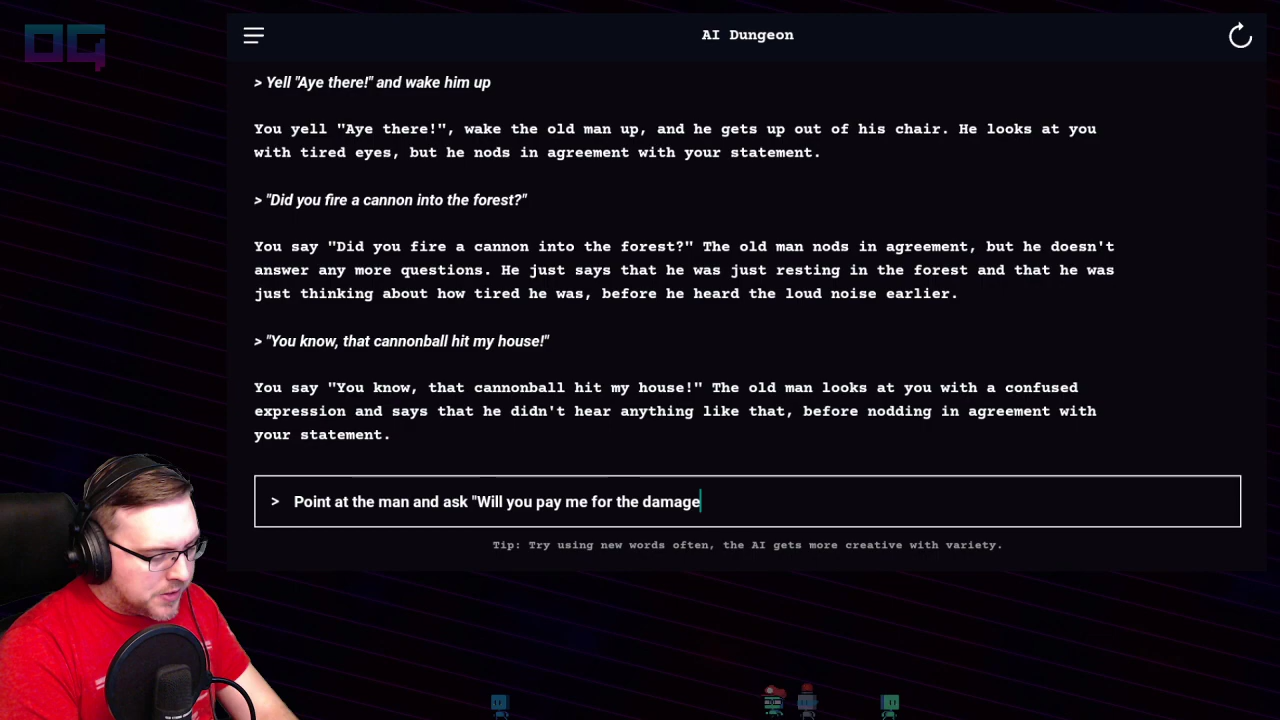 OG
AI Dungeon
> Yell "Aye there!" and wake him up
You yell "Aye there!", wake the old man up, and he gets up out of his chair. He looks at you
with tired eyes, but he nods in agreement with your statement.
> "Did you fire a cannon into the forest?"
You say "Did you fire a cannon into the forest?" The old man nods in agreement, but he doesn't
answer any more questions. He just says that he was just resting in the forest and that he was
just thinking about how tired he was, before he heard the loud noise earlier.
> "You know, that cannonball hit my house!"
You say "You know, that cannonball hit my house!" The old man looks at you with a confused
expression and says that he didn't hear anything like that, before nodding in agreement with
your statement.
> Point at the man and ask "Will you pay me for the damage
Tip: Try using new words often, the AI gets more creative with variety.